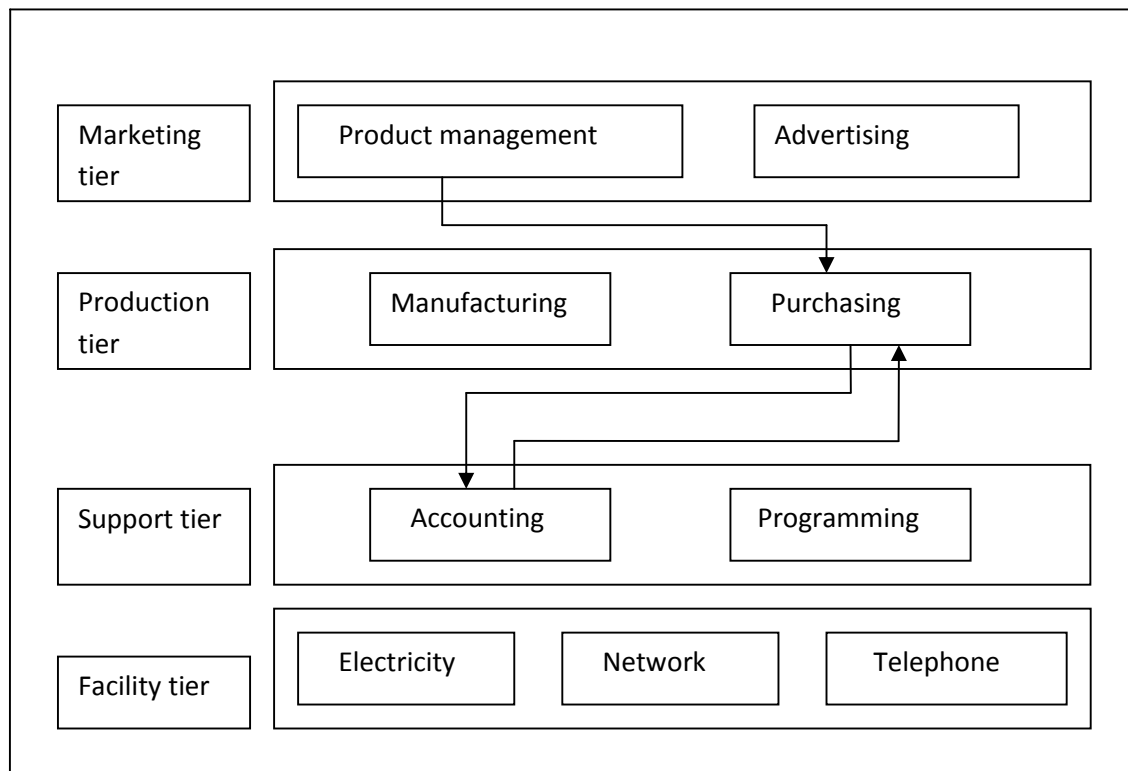 Marketing
tier
Product management
Advertising
Production
tier
Manufacturing
Purchasing
Support tier
Accounting
Programming
Facility tier
Electricity
Network
Telephone